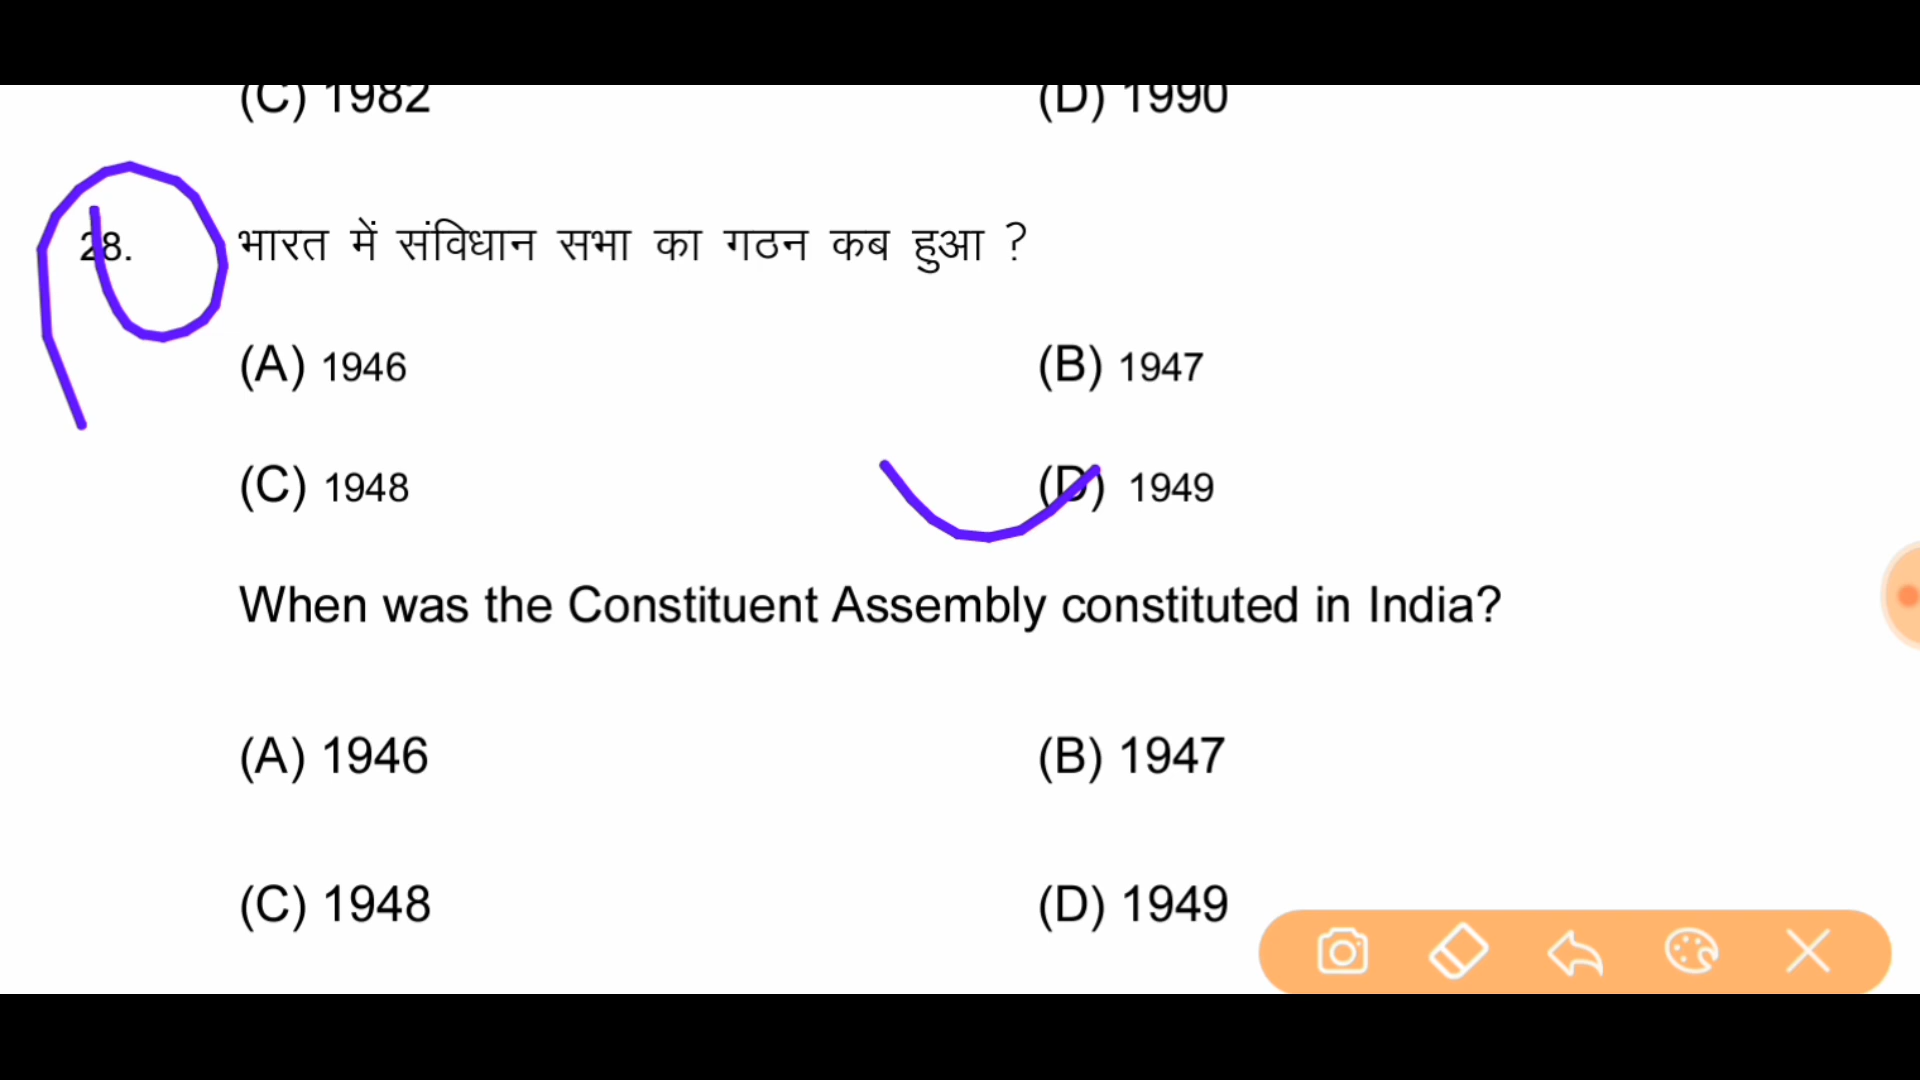 (C) 1982 (D) 1990
28. भारत में संविधान सभा का गठन कब हुआ ?
(A) 1946 (B) 1947
(C) 1948 (D) 1949
When was the Constituent Assembly constituted in India?
(A) 1946 (B) 1947
(C) 1948 (D) 1949